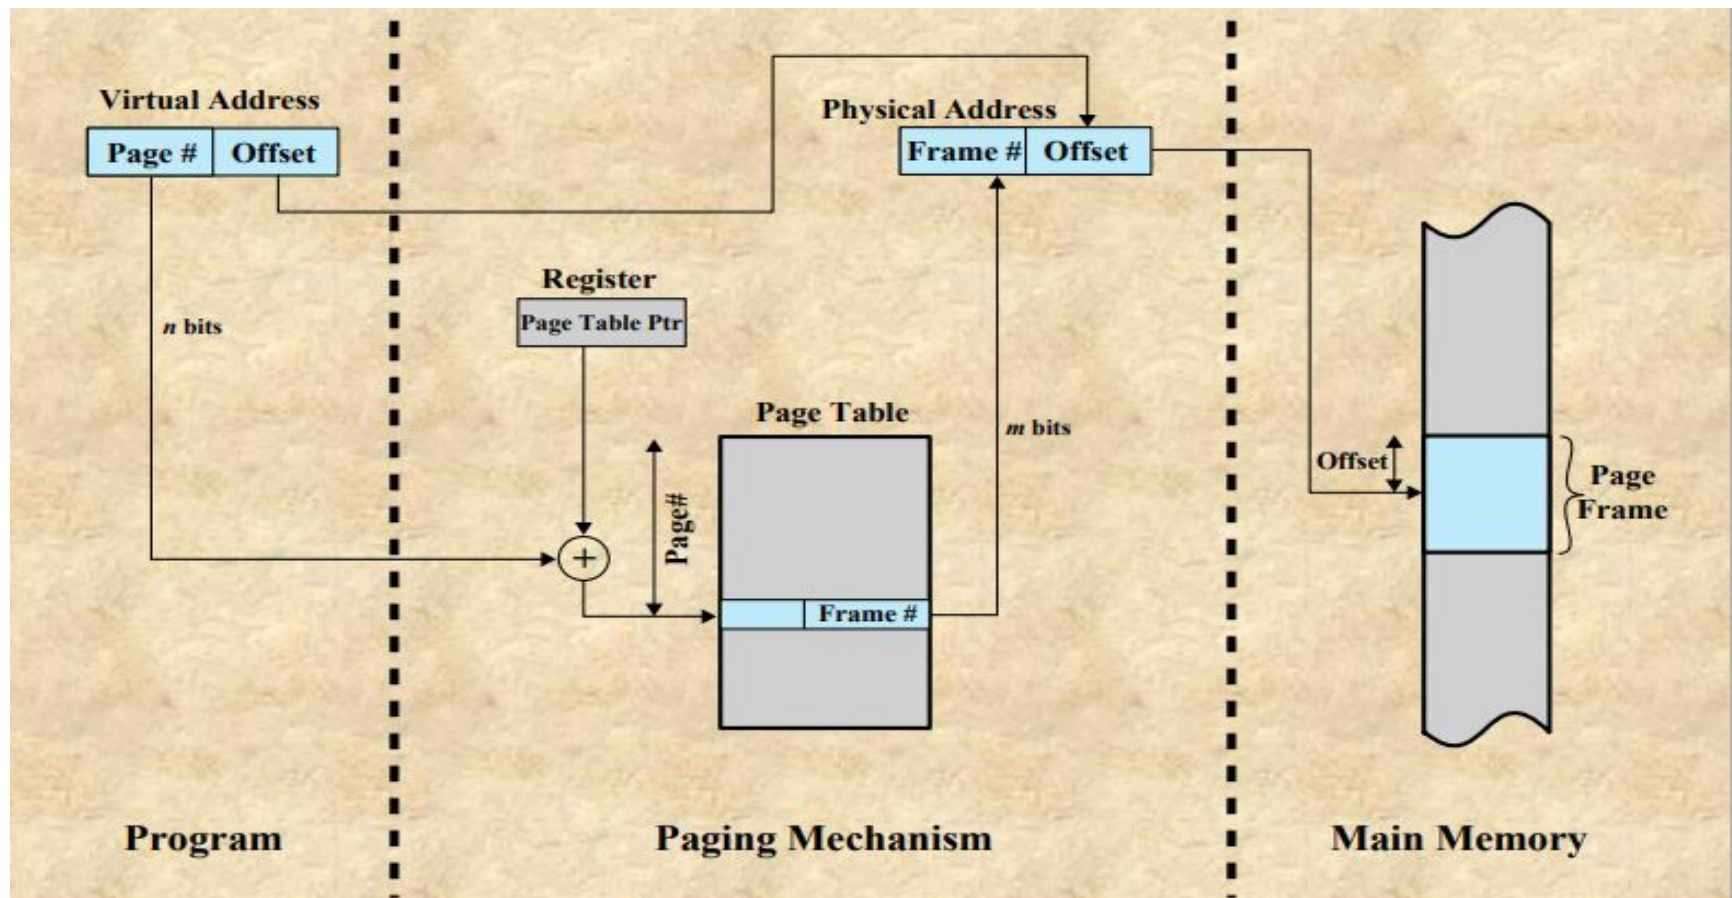 Virtual Address
Page #
Offset
Physical Address
Frame #
Offset
n bits
Register
Page Table Ptr
Page Table
m bits
Page#
+
Frame #
Offset
Page
Frame
Program
Paging Mechanism
Main Memory